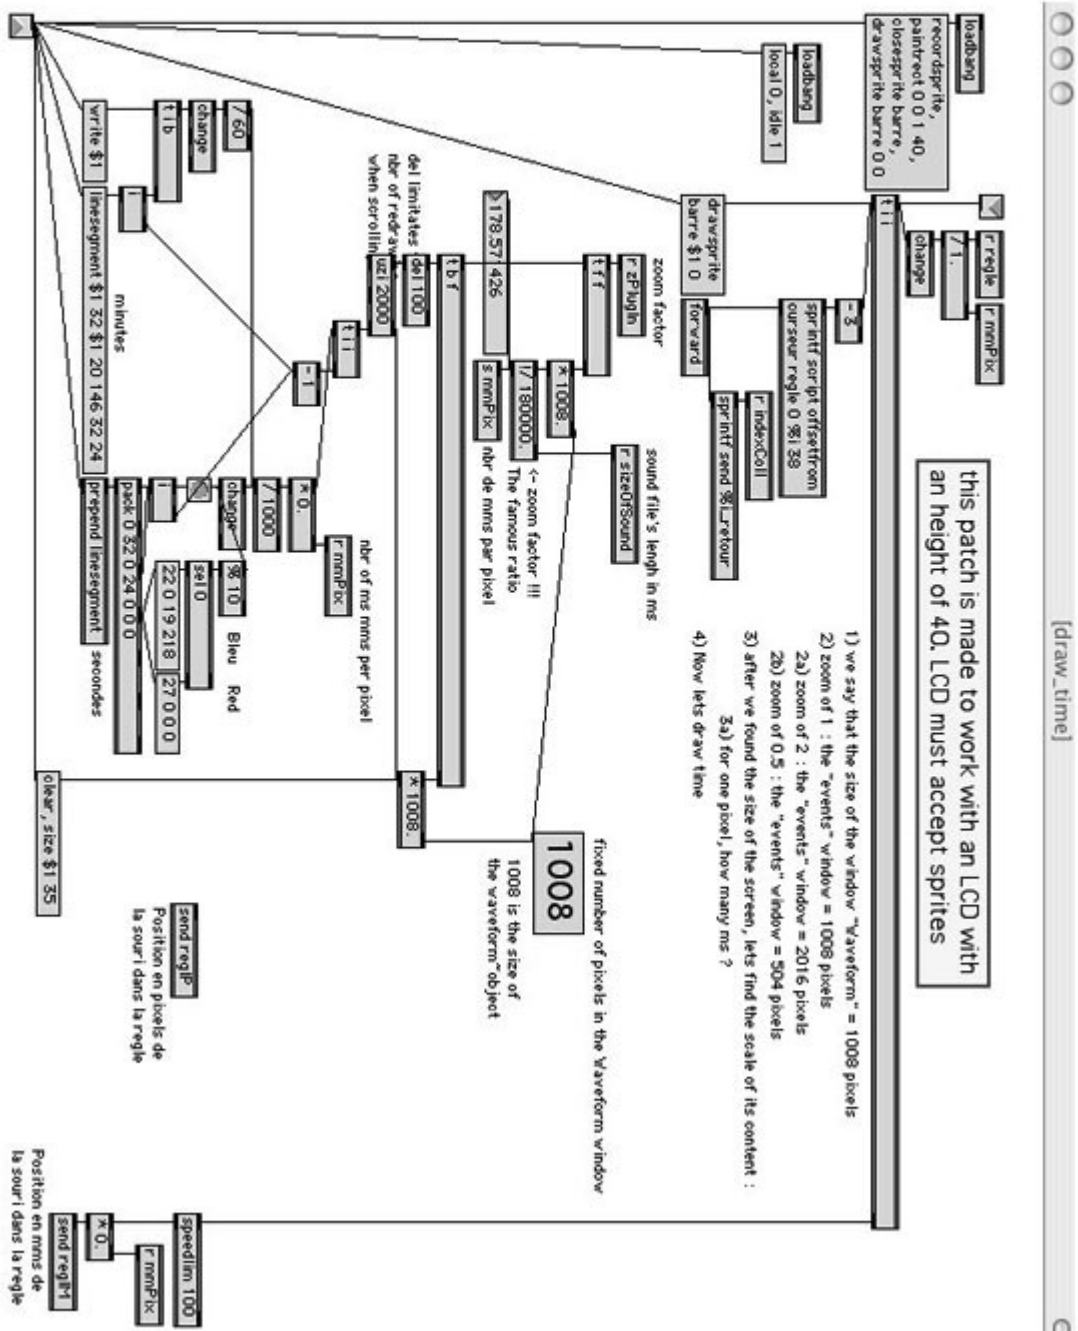 [draw_time]
loadbang
recordsprite,
paintrect 0 0 1 40,
closesprite barre,
drawsprite barre 0 0
loadbang
local 0, idle 1
r regle
r mmPix
/ 1.
change
t i i
- 3
sprintf script offsetfrom
curseur regle 0 %i 38
drawsprite
barre $1 0
forward
r indexColl
sprintf send %i_retour
this patch is made to work with an LCD with
an height of 40. LCD must accept sprites
1) we say that the size of the window "Waveform" = 1008 pixels
2) zoom of 1 : the "events" window = 1008 pixels
2a) zoom of 2 : the "events" window = 2016 pixels
2b) zoom of 0.5 : the "events" window = 504 pixels
3) after we found the size of the screen, lets find the scale of its content :
3a) for one pixel, how many ms ?
4) Now lets draw time
zoom factor
r zPlugIn
t f f
sound file's lengh in ms
r sizeOfSound
* 1008.
!/ 180000.
<- zoom factor !!!
The famous ratio
178.571426
s mmPix
nbr de mms par pixel
fixed number of pixels in the Waveform window
1008
1008 is the size of
the waveform~ object
t b f
* 1008.
del limitates
nbr of redraw
when scrollin
del 100
uzi 2000
t i i
- 1
nbr of ms mms per pixel
r mmPix
* 0.
/ 1000
change
% 10
Bleu
Red
sel 0
22 0 19 218
27 0 0 0
i
pack 0 32 0 24 0 0 0
prepend linesegment
secondes
/ 60
change
t i b
i
minutes
write $1
linesegment $1 32 $1 20 146 32 24
clear, size $1 35
send reglP
Position en pixels de
la souri dans la regle
speedlim 100
r mmPix
* 0.
send reglM
Position en mms de
la souri dans la regle